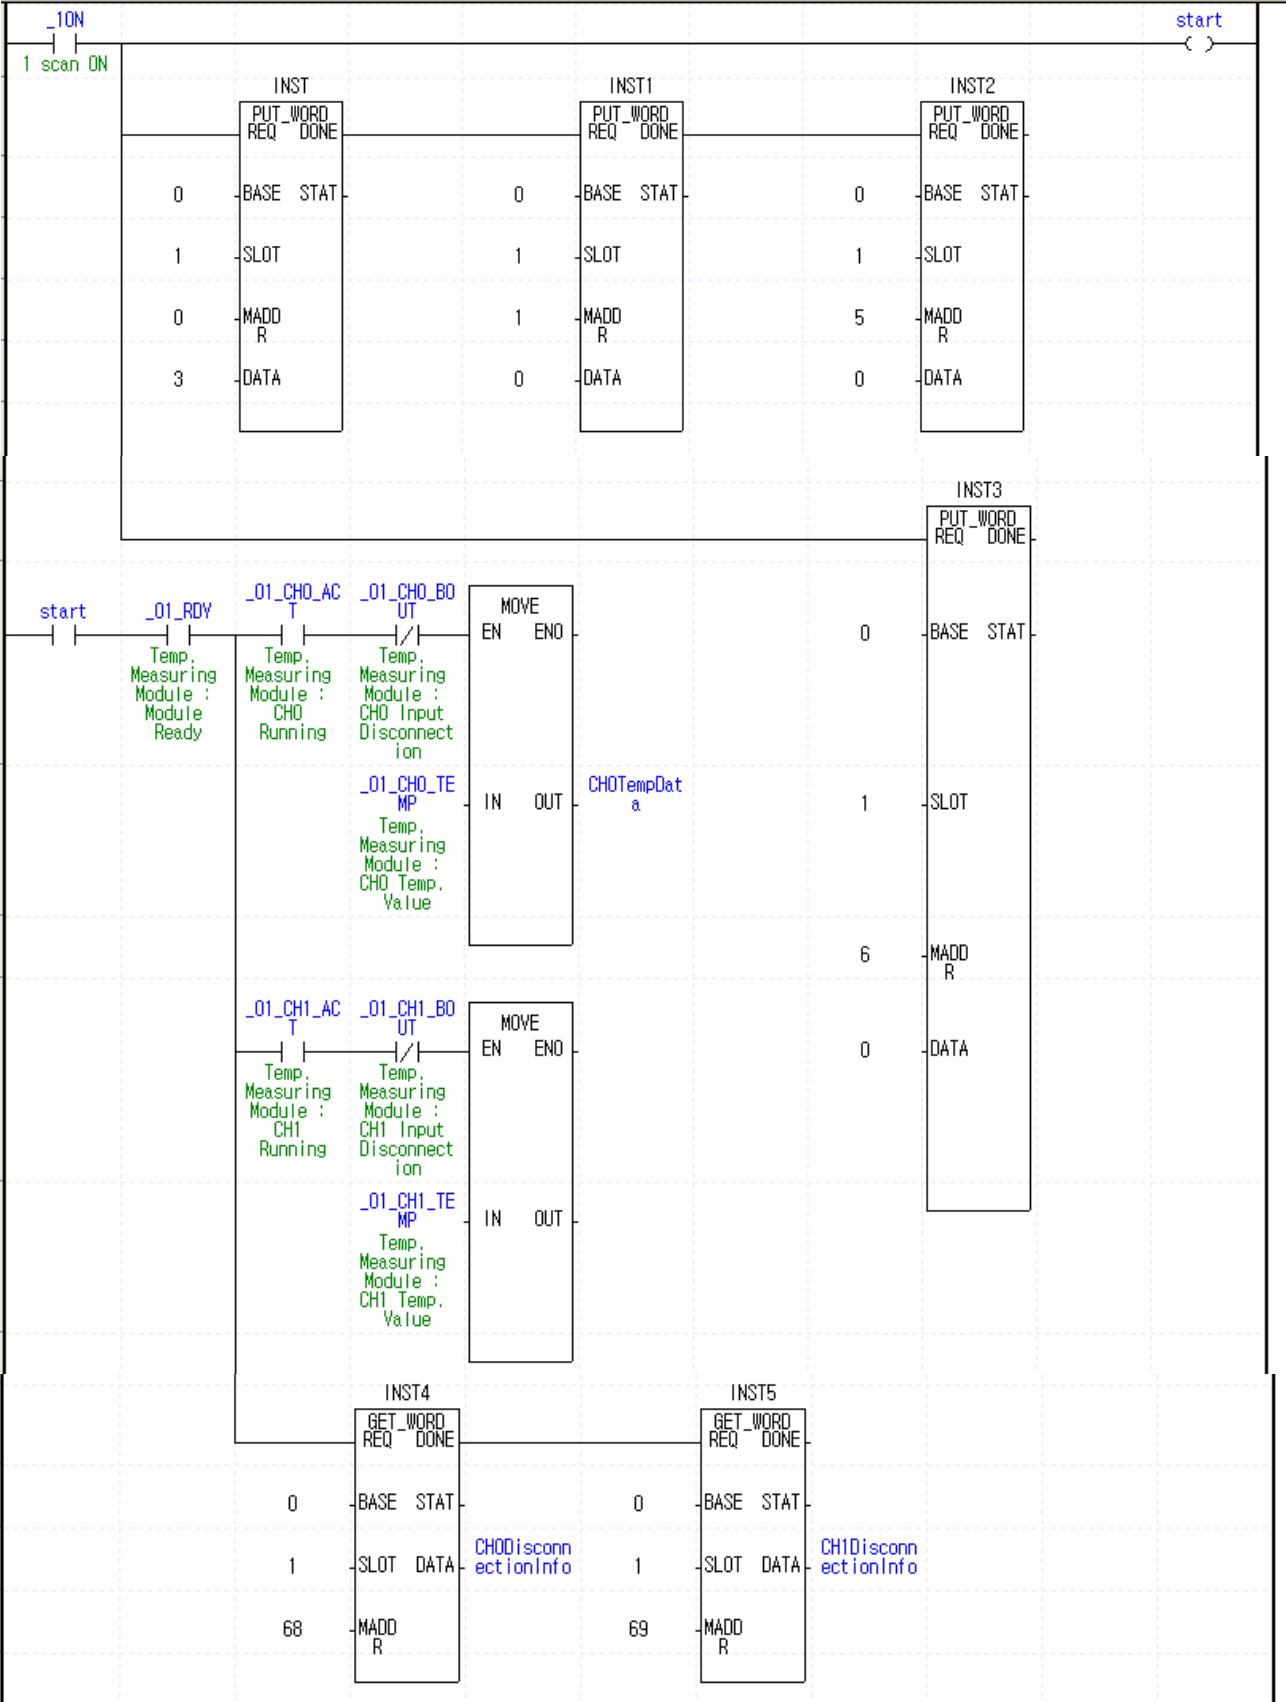 _1ON
start
1 scan ON
INST
INST1
INST2
PUT_WORD
REQ DONE
PUT_WORD
REQ DONE
PUT_WORD
REQ DONE
0
BASE STAT
0
BASE STAT
0
BASE STAT
1
SLOT
1
SLOT
1
SLOT
0
MADD
R
1
MADD
R
5
MADD
R
3
DATA
0
DATA
0
DATA
INST3
PUT_WORD
REQ DONE
start
_01_RDY
_01_CH0_AC
T
_01_CH0_BO
UT
MOVE
EN ENO
0
BASE STAT
Temp.
Measuring
Module :
Module
Ready
Temp.
Measuring
Module :
CH0
Running
Temp.
Measuring
Module :
CH0 Input
Disconnect
ion
_01_CH0_TE
MP
IN OUT
CH0TempDat
a
1
SLOT
Temp.
Measuring
Module :
CH0 Temp.
Value
6
MADD
R
_01_CH1_AC
T
_01_CH1_BO
UT
MOVE
EN ENO
0
DATA
Temp.
Measuring
Module :
CH1
Running
Temp.
Measuring
Module :
CH1 Input
Disconnect
ion
_01_CH1_TE
MP
IN OUT
Temp.
Measuring
Module :
CH1 Temp.
Value
INST4
INST5
GET_WORD
REQ DONE
GET_WORD
REQ DONE
0
BASE STAT
0
BASE STAT
1
SLOT DATA
CH0Disconn
ectionInfo
1
SLOT DATA
CH1Disconn
ectionInfo
68
MADD
R
69
MADD
R